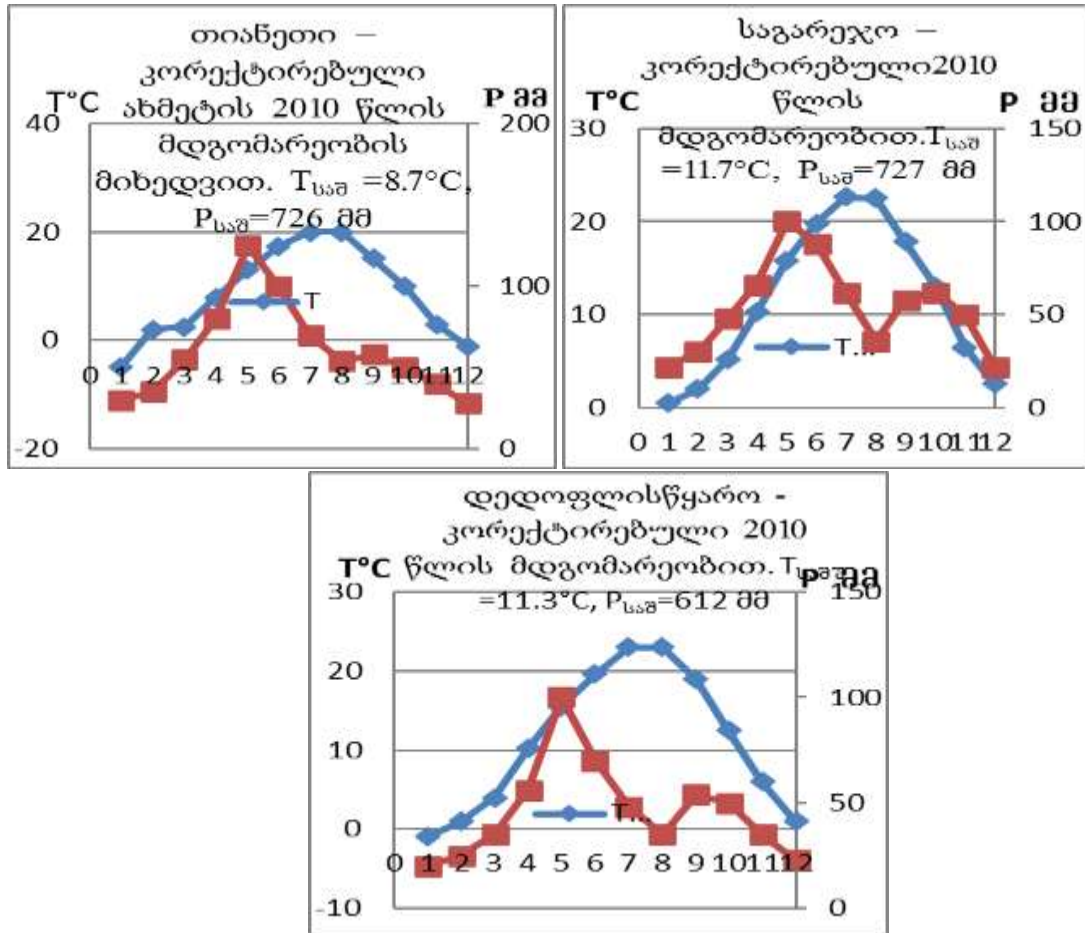 თიანეთი –
კორექტირებული
ახმეტის 2010 წლის
მდგომარეობის
მიხედვით. Tსაშ =8.7°C,
Pსაშ=726 მმ
T°C
P მმ
40
20
0
-20
200
100
0
0 1 2 3 4 5 6 7 8 9 10 11 12
T
საგარეჯო –
კორექტირებული2010
წლის
მდგომარეობით.Tსაშ
=11.7°C, Pსაშ=727 მმ
T°C
P მმ
30
20
10
0
150
100
50
0
0 1 2 3 4 5 6 7 8 9 10 11 12
T...
დედოფლისწყარო -
კორექტირებული 2010
წლის მდგომარეობით.Tსაშ
=11.3°C, Pსაშ=612 მმ
T°C
P მმ
30
20
10
0
-10
150
100
50
0
0 1 2 3 4 5 6 7 8 9 10 11 12
T...